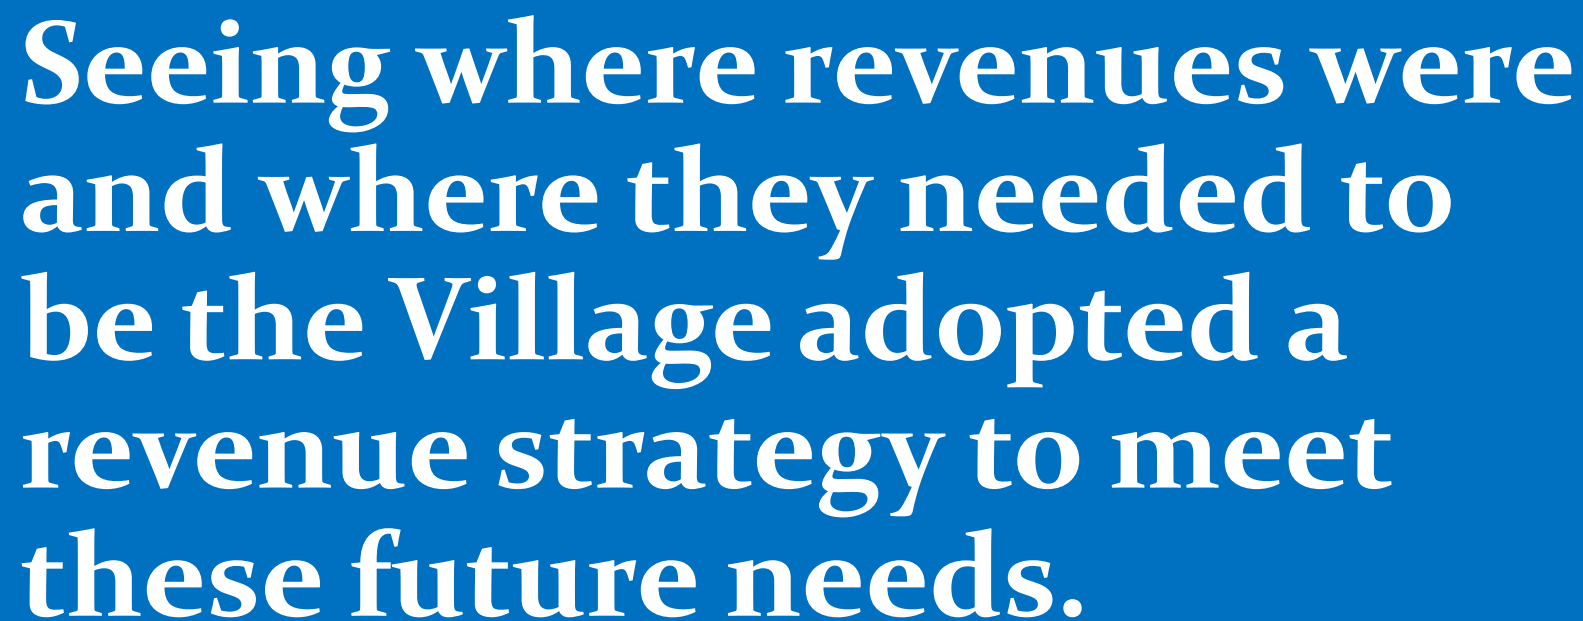 Seeing where revenues were
and where they needed to
be the Village adopted a
revenue strategy to meet
these future needs.